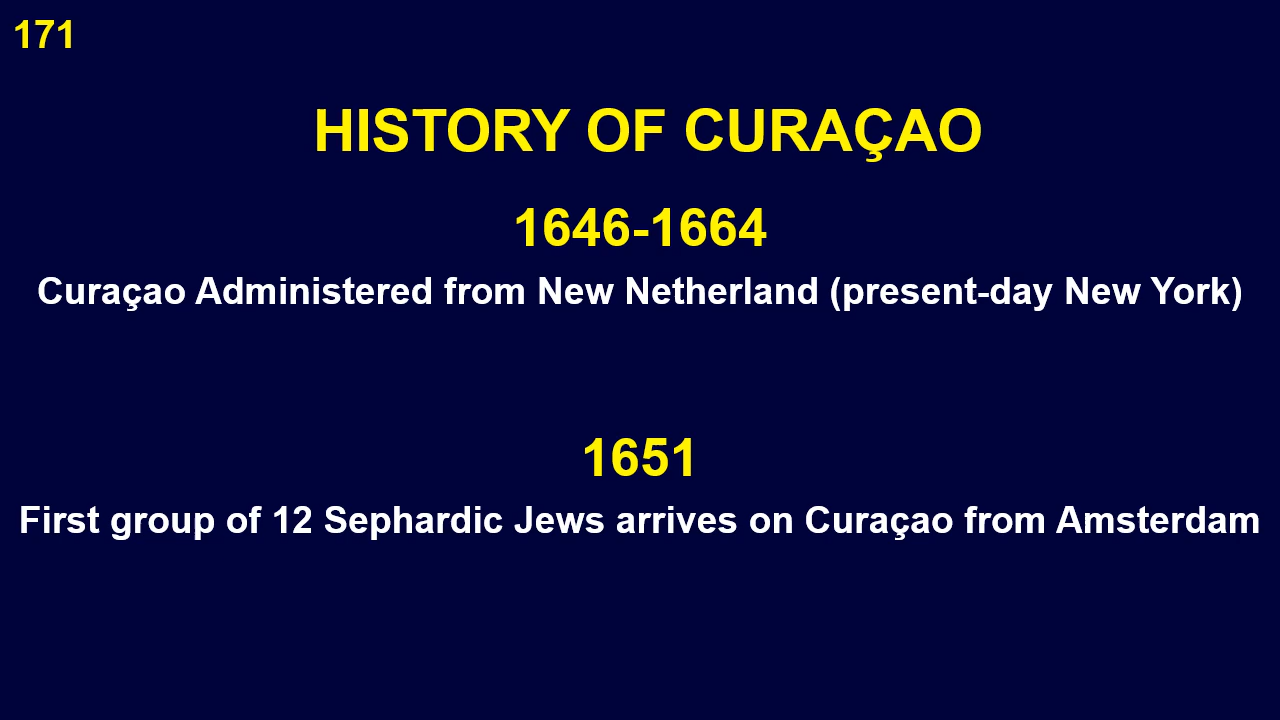 171
HISTORY OF CURAÇAO
1646-1664
Curaçao Administered from New Netherland (present-day New York)
1651
First group of 12 Sephardic Jews arrives on Curaçao from Amsterdam